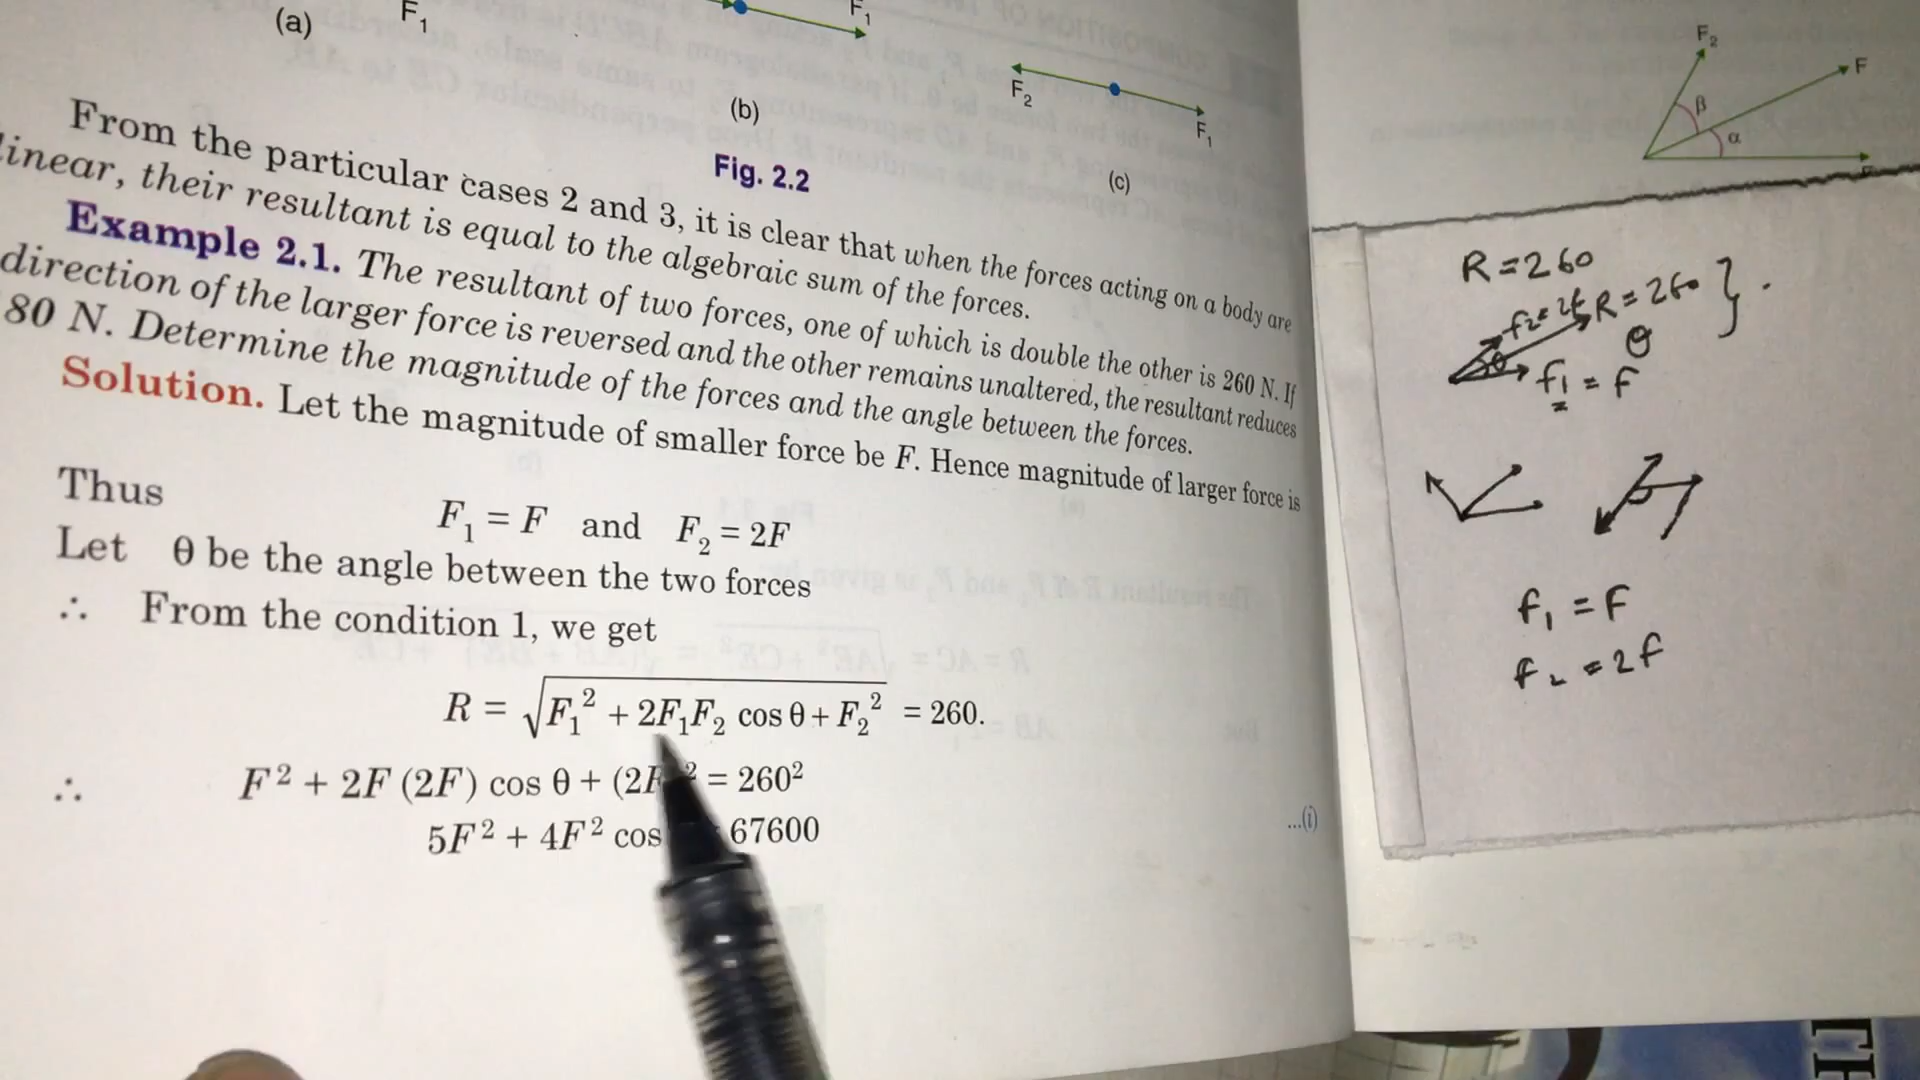 (a)
F₁
F₁
(b)
F₂
F₁
Fig. 2.2
(c)
From the particular cases 2 and 3, it is clear that when the forces acting on a body are
linear, their resultant is equal to the algebraic sum of the forces.
Example 2.1. The resultant of two forces, one of which is double the other is 260 N. If
direction of the larger force is reversed and the other remains unaltered, the resultant reduces
80 N. Determine the magnitude of the forces and the angle between the forces.
Solution. Let the magnitude of smaller force be F. Hence magnitude of larger force is
Thus
F₁ = F and F₂ = 2F
Let θ be the angle between the two forces
∴ From the condition 1, we get
R = √(F₁² + 2F₁F₂ cos θ + F₂²) = 260.
∴ F² + 2F (2F) cos θ + (2F ² = 260²
5F² + 4F² cos 67600
...(i)
F₂
F
β
α
R = 260
f₂ = 2f R = 260 } .
θ
θ
f₁ = F
f₁ = F
f₂ = 2f